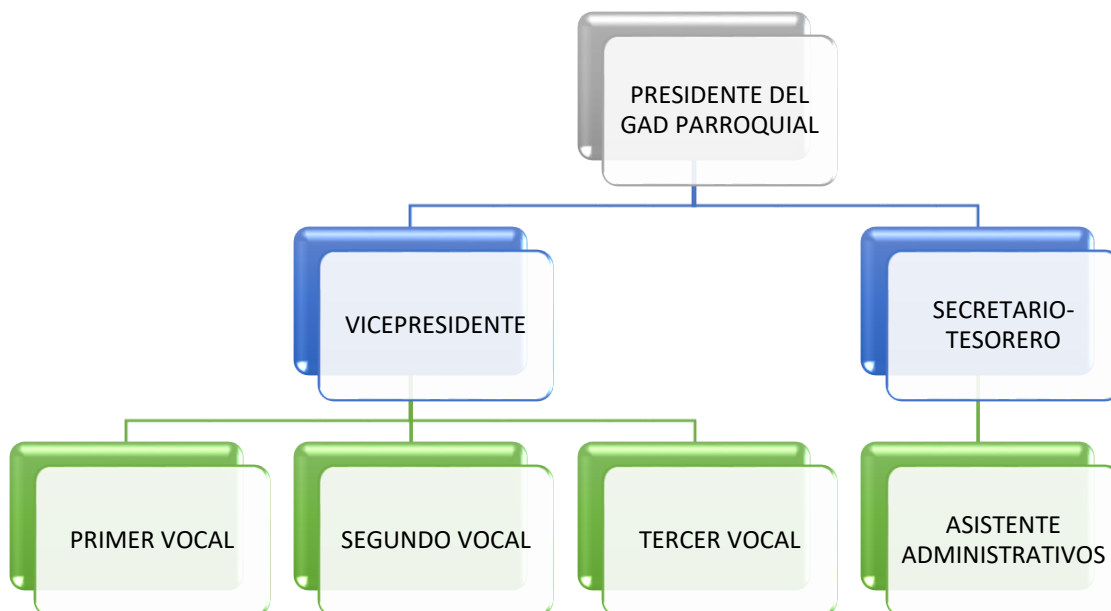 PRESIDENTE DEL
GAD PARROQUIAL
VICEPRESIDENTE
SECRETARIO-
TESORERO
PRIMER VOCAL
SEGUNDO VOCAL
TERCER VOCAL
ASISTENTE
ADMINISTRATIVOS